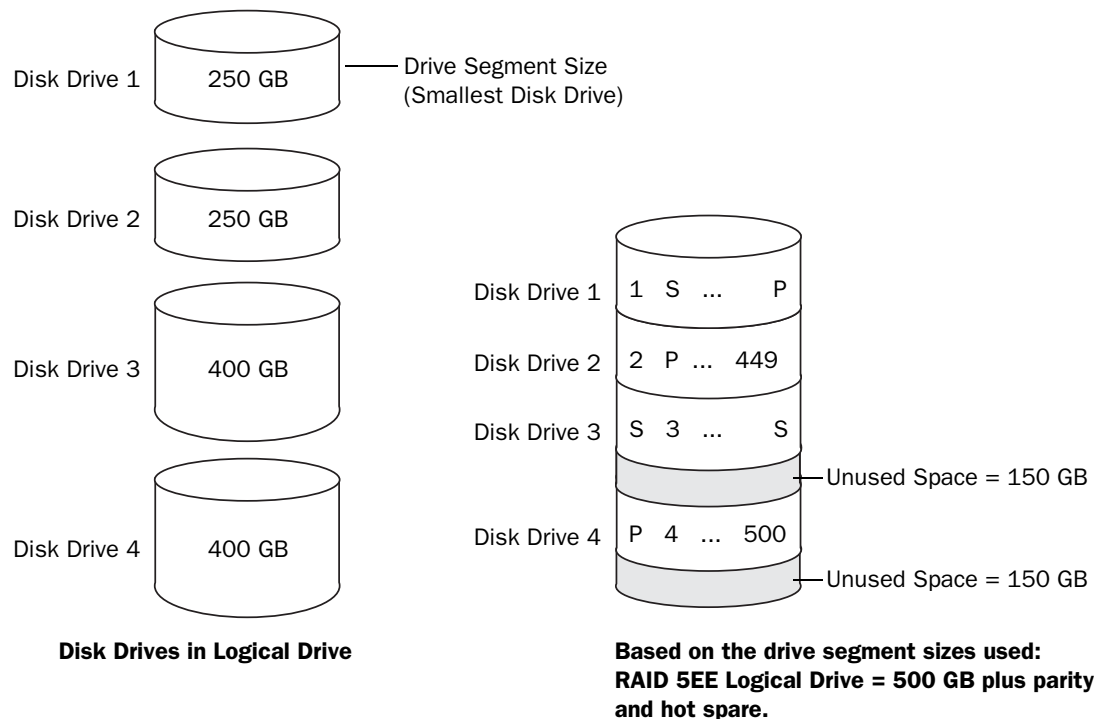 Disk Drive 1
250 GB
Drive Segment Size
(Smallest Disk Drive)
Disk Drive 2
250 GB
Disk Drive 3
400 GB
Disk Drive 4
400 GB
Disk Drives in Logical Drive
Disk Drive 1
1 S ... P
Disk Drive 2
2 P ... 449
Disk Drive 3
S 3 ... S
Unused Space = 150 GB
Disk Drive 4
P 4 ... 500
Unused Space = 150 GB
Based on the drive segment sizes used:
RAID 5EE Logical Drive = 500 GB plus parity
and hot spare.